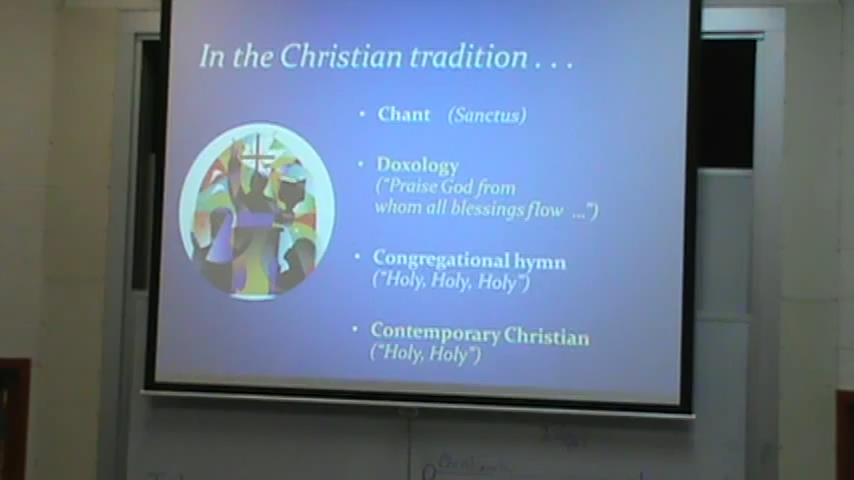 In the Christian tradition . . .
• Chant (Sanctus)
• Doxology
("Praise God from
whom all blessings flow ...")
• Congregational hymn
("Holy, Holy, Holy")
• Contemporary Christian
("Holy, Holy")